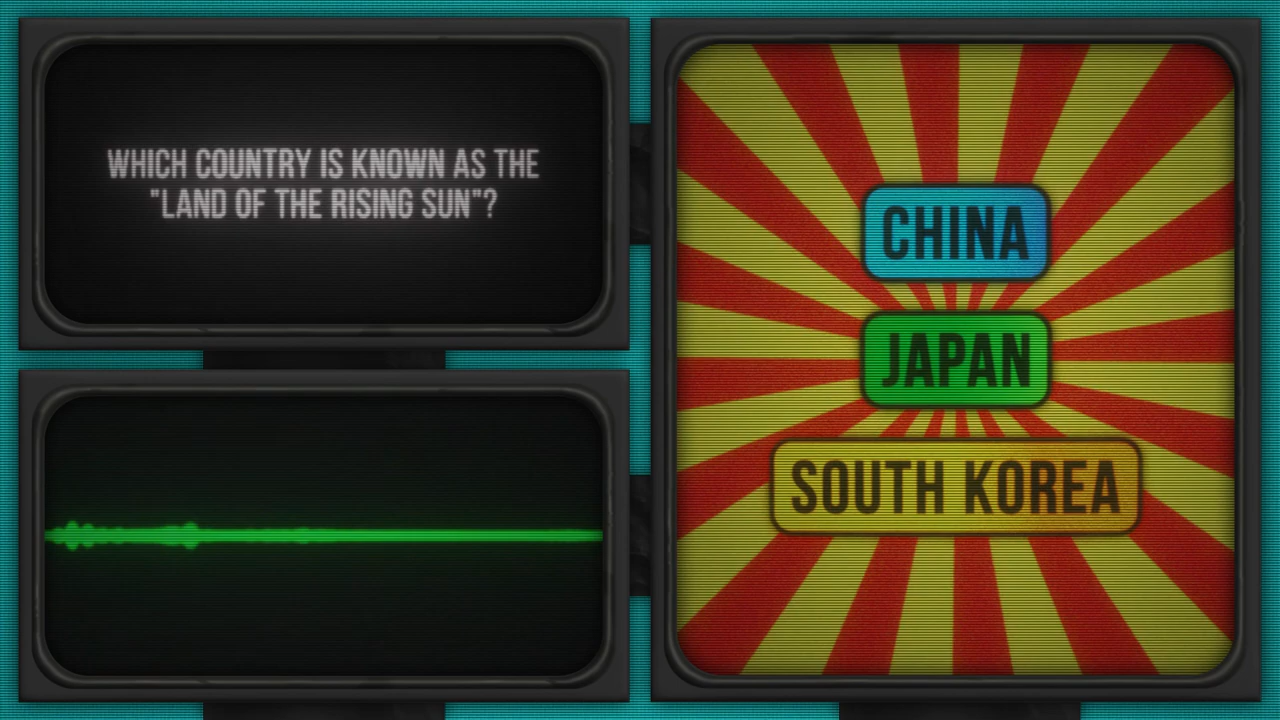 WHICH COUNTRY IS KNOWN AS THE
"LAND OF THE RISING SUN"?
CHINA
JAPAN
SOUTH KOREA